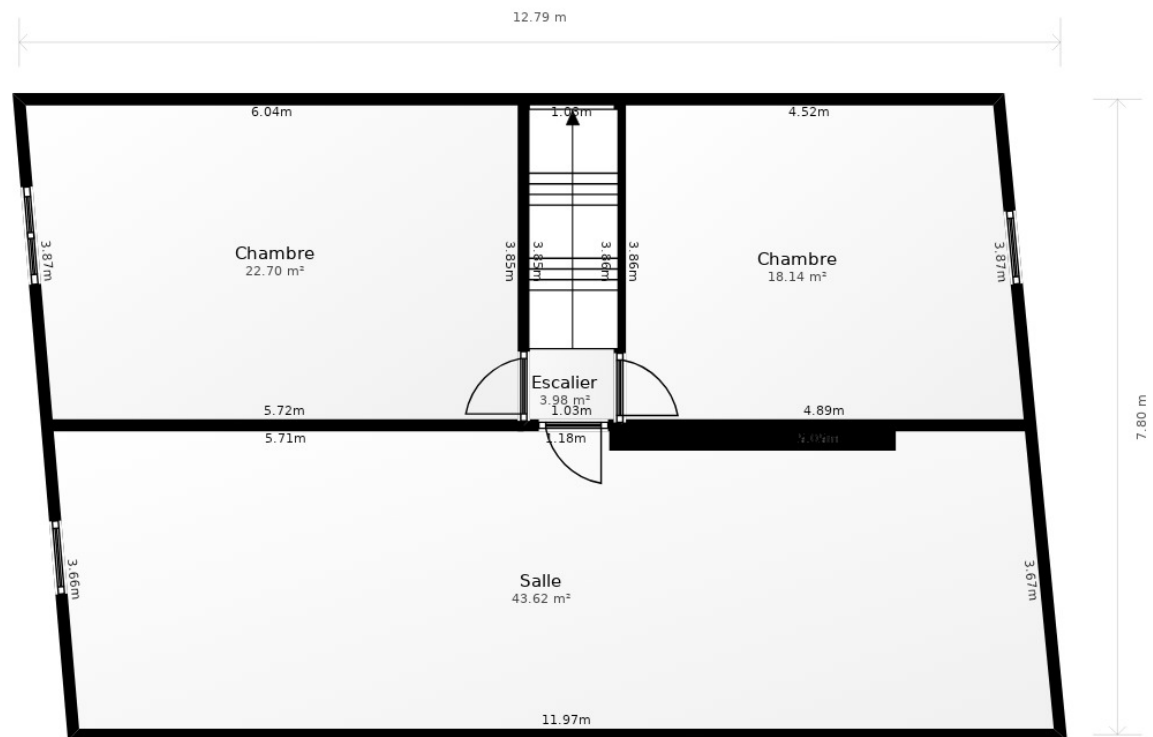 12.79 m
6.04m
1.06m
4.52m
3.87m
3.85m
3.85m
3.86m
3.86m
3.87m
Chambre
22.70 m²
Chambre
18.14 m²
Escalier
3.98 m²
5.72m
1.03m
4.89m
7.80 m
5.71m
1.18m
3.66m
3.67m
Salle
43.62 m²
11.97m